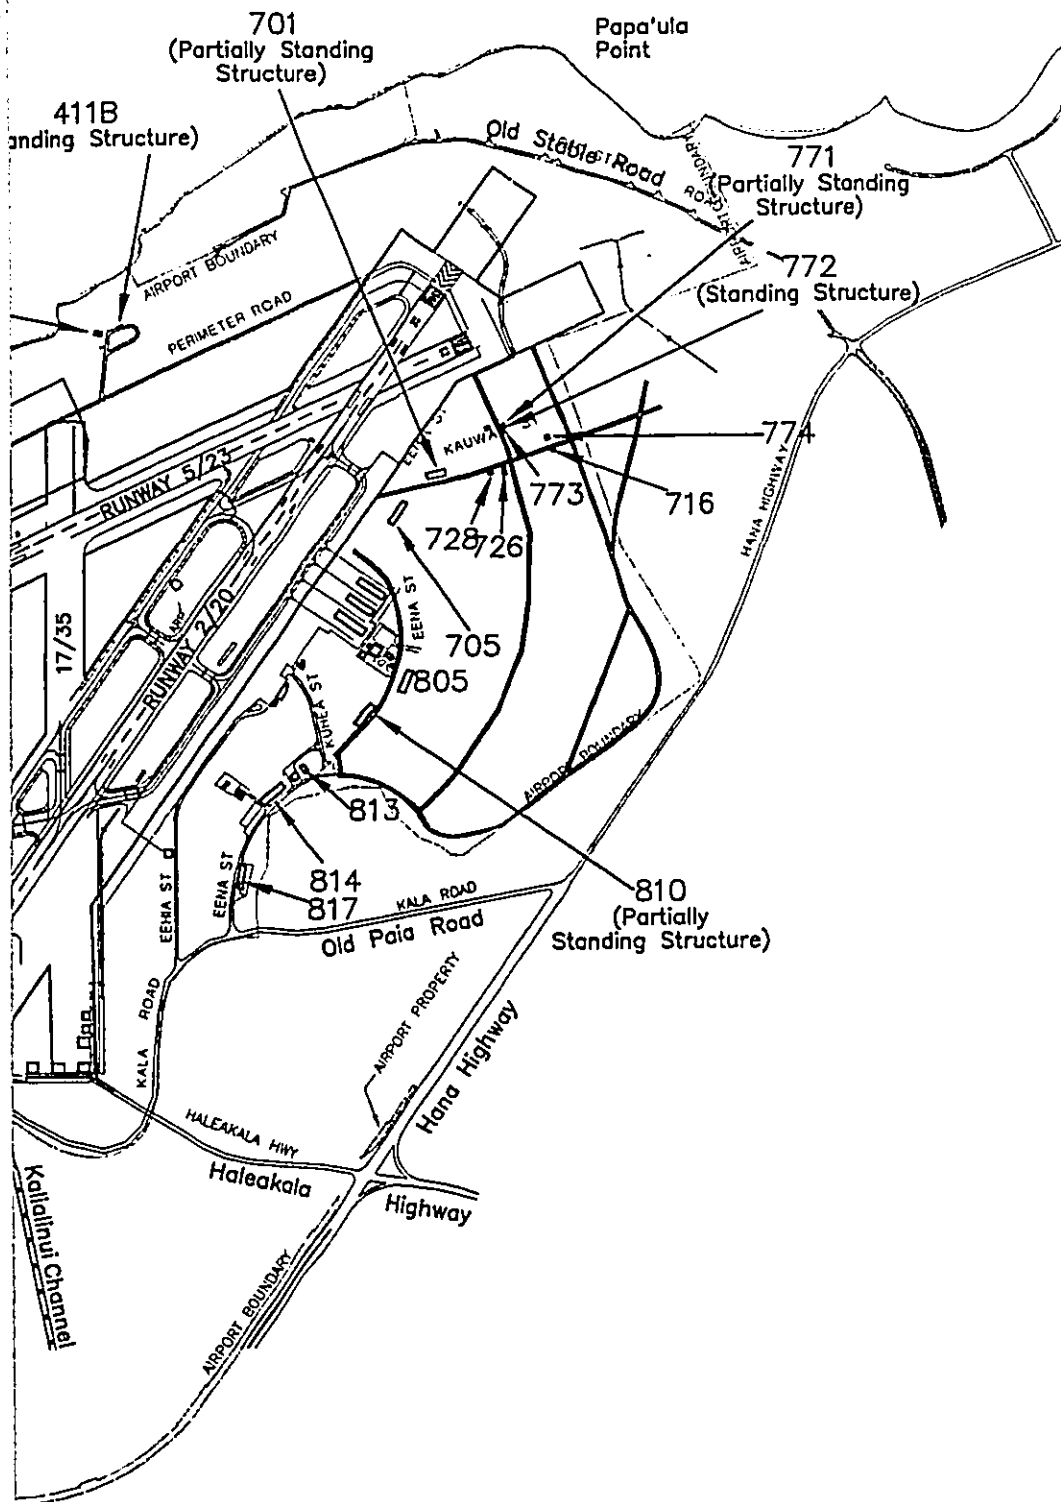 701
(Partially Standing
Structure)
Papa'ula
Point
411B
anding Structure)
Old Stable Road
771
(Partially Standing
Structure)
772
(Standing Structure)
AIRPORT BOUNDARY
PERIMETER ROAD
KAUWA
774
773
716
728
726
RUNWAY 5/23
HANA HIGHWAY
EENA ST
705
17/35
RUNWAY 2/20
805
KUHEA ST
AIRPORT BOUNDARY
813
814
817
EEHIA ST
EENA ST
810
(Partially
Standing Structure)
KALA ROAD
Old Paia Road
KALA ROAD
AIRPORT PROPERTY
Hana Highway
HALEAKALA HWY
Haleakala
Highway
Kalialinui Channel
AIRPORT BOUNDARY